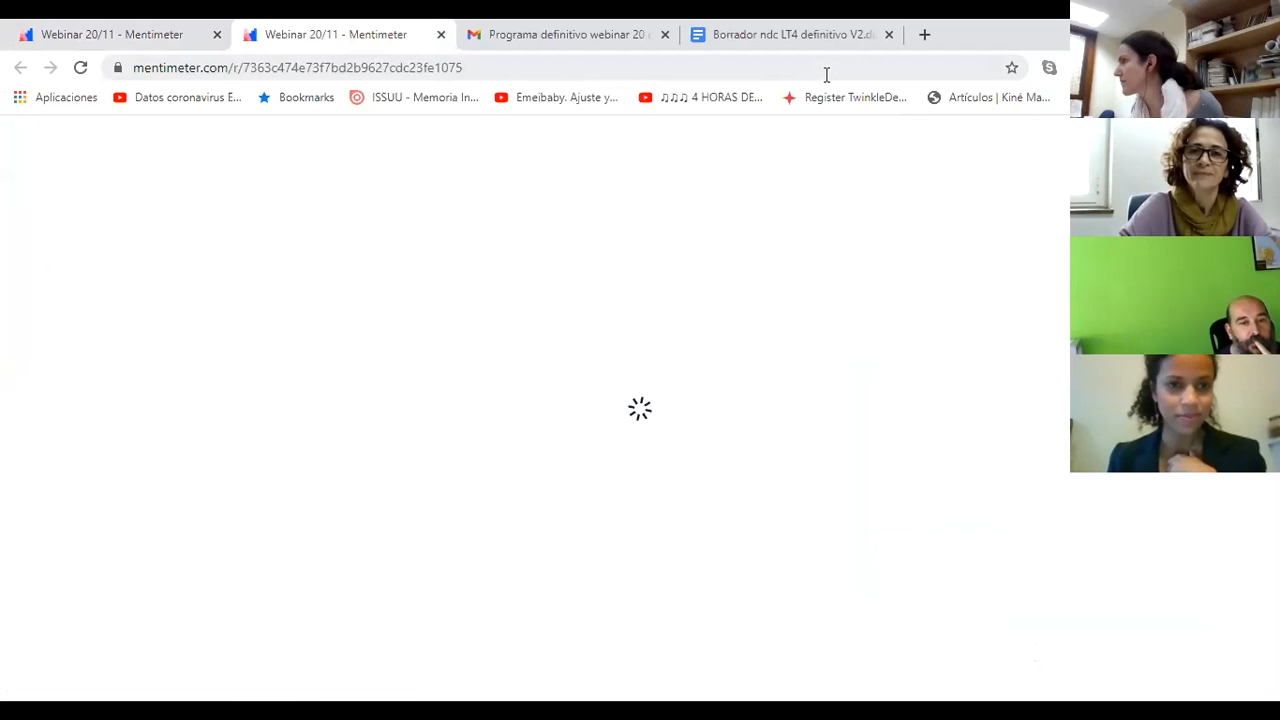 Webinar 20/11 - Mentimeter
Webinar 20/11 - Mentimeter
Programa definitivo webinar 20
Borrador ndc LT4 definitivo V2.d
mentimeter.com/r/7363c474e73f7bd2b9627cdc23fe1075
Aplicaciones
Datos coronavirus E...
Bookmarks
ISSUU - Memoria In...
Emeibaby. Ajuste y...
♫♫♫ 4 HORAS DE...
Register TwinkleDe...
Artículos | Kiné Ma...